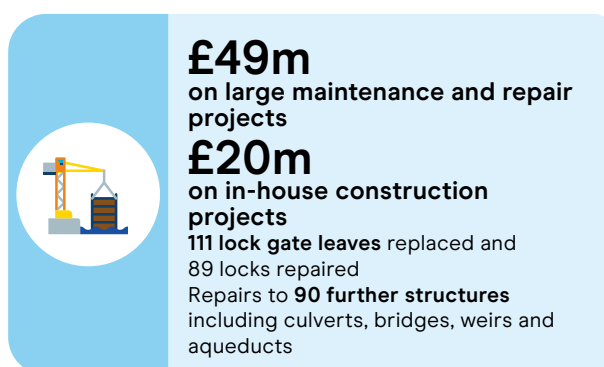 £49m
on large maintenance and repair
projects
£20m
on in-house construction
projects
111 lock gate leaves replaced and
89 locks repaired
Repairs to 90 further structures
including culverts, bridges, weirs and
aqueducts